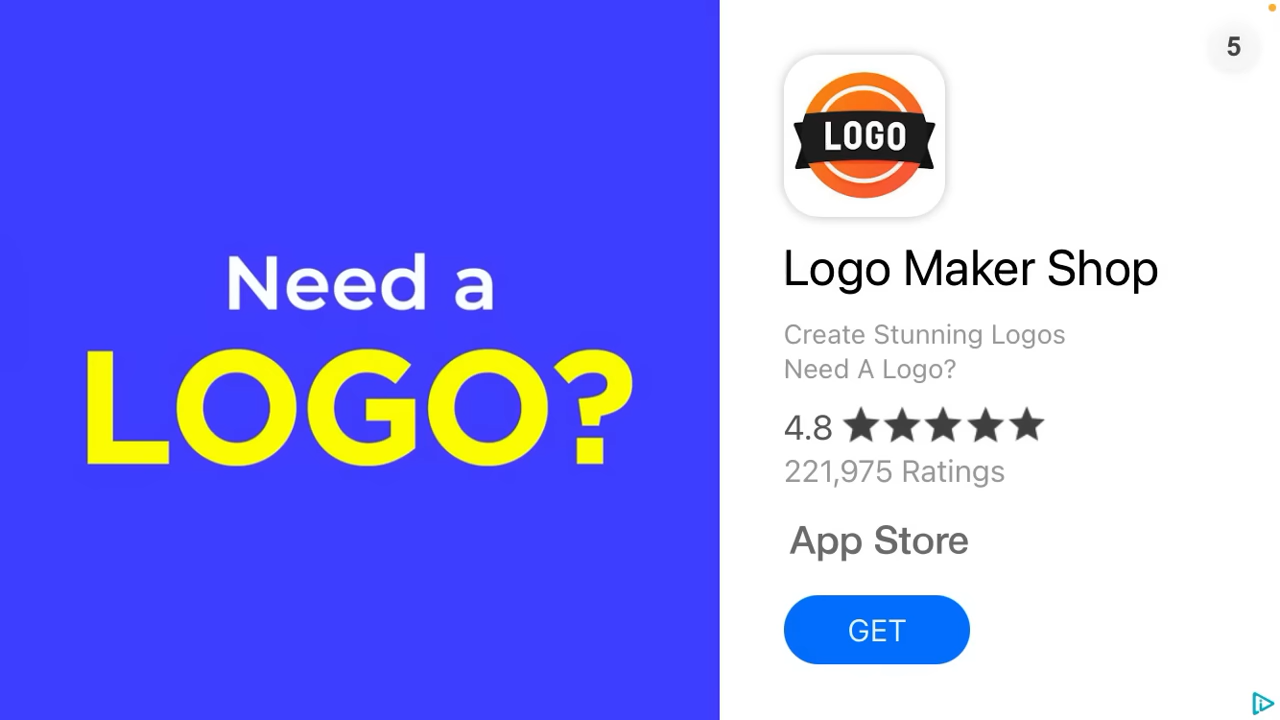 Need a
LOGO?
5
LOGO
Logo Maker Shop
Create Stunning Logos
Need A Logo?
4.8
221,975 Ratings
App Store
GET